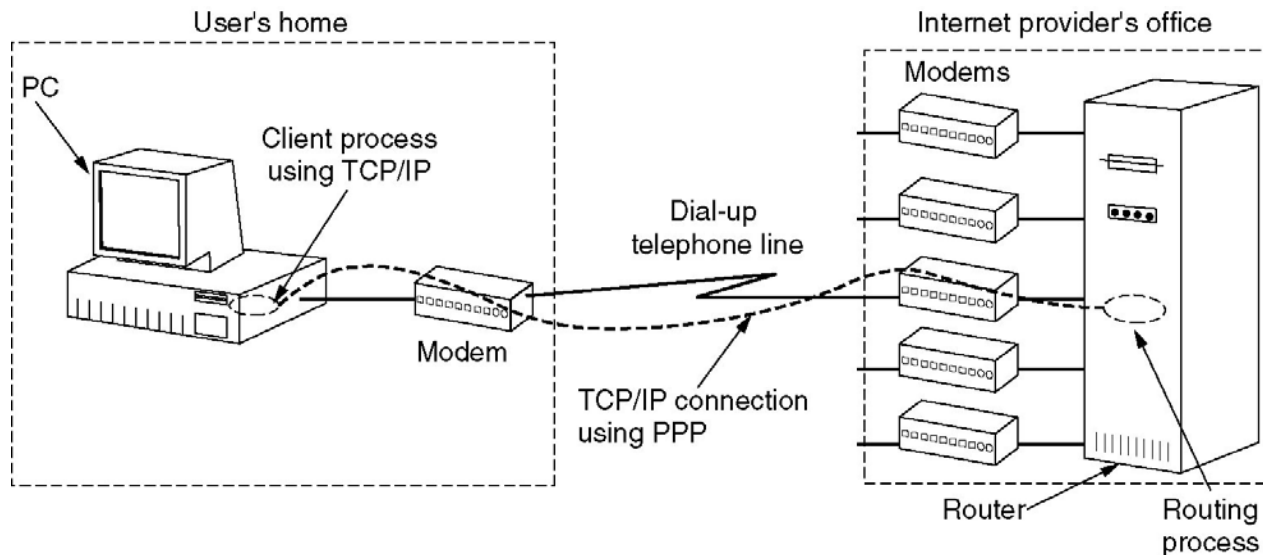 User's home
Internet provider's office
PC
Modems
Client process
using TCP/IP
Dial-up
telephone line
Modem
TCP/IP connection
using PPP
Router
Routing
process